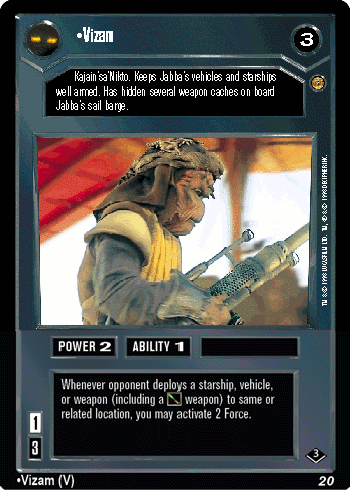 •Vizam
3
Kajain'sa'Nikto. Keeps Jabba's vehicles and starships
well armed. Has hidden several weapon caches on board
Jabba's sail barge.
POWER 2
ABILITY 1
Whenever opponent deploys a starship, vehicle,
or weapon (including a weapon) to same or
related location, you may activate 2 Force.
1
3
3
•Vizam (V)
20